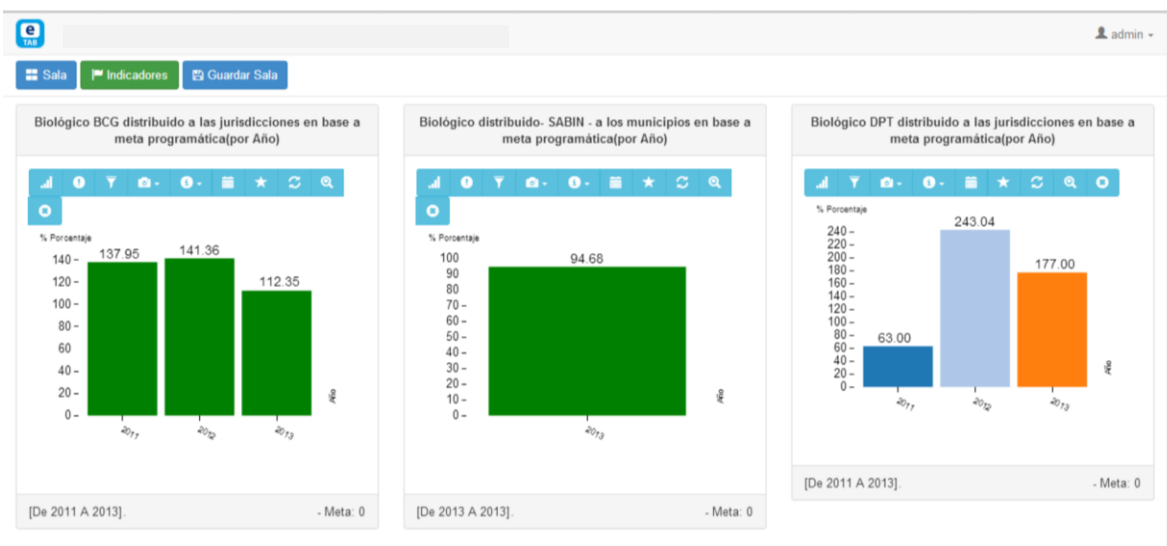 e
TAB
admin
Sala
Indicadores
Guardar Sala
Biológico BCG distribuido a las jurisdicciones en base a
meta programática(por Año)
% Porcentaje
140
120
100
80
60
40
20
0
137.95
141.36
112.35
2011
2012
2013
Año
[De 2011 A 2013].
- Meta: 0
Biológico distribuido- SABIN - a los municipios en base a
meta programática(por Año)
% Porcentaje
100
90
80
70
60
50
40
30
20
10
0
94.68
2013
Año
[De 2013 A 2013].
- Meta: 0
Biológico DPT distribuido a las jurisdicciones en base a
meta programática(por Año)
% Porcentaje
240
220
200
180
160
140
120
100
80
60
40
20
0
63.00
243.04
177.00
2011
2012
2013
Año
[De 2011 A 2013].
- Meta: 0